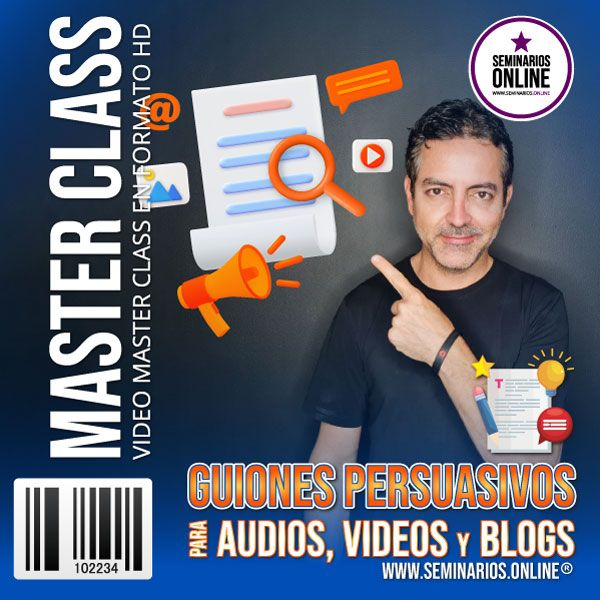 MASTER CLASS
VIDEO MASTER CLASS EN FORMATO HD
@
SEMINARIOS
ONLINE
WWW.SEMINARIOS.ONLINE
T
GUIONES PERSUASIVOS
PARA AUDIOS, VIDEOS Y BLOGS
WWW.SEMINARIOS.ONLINE®
102234